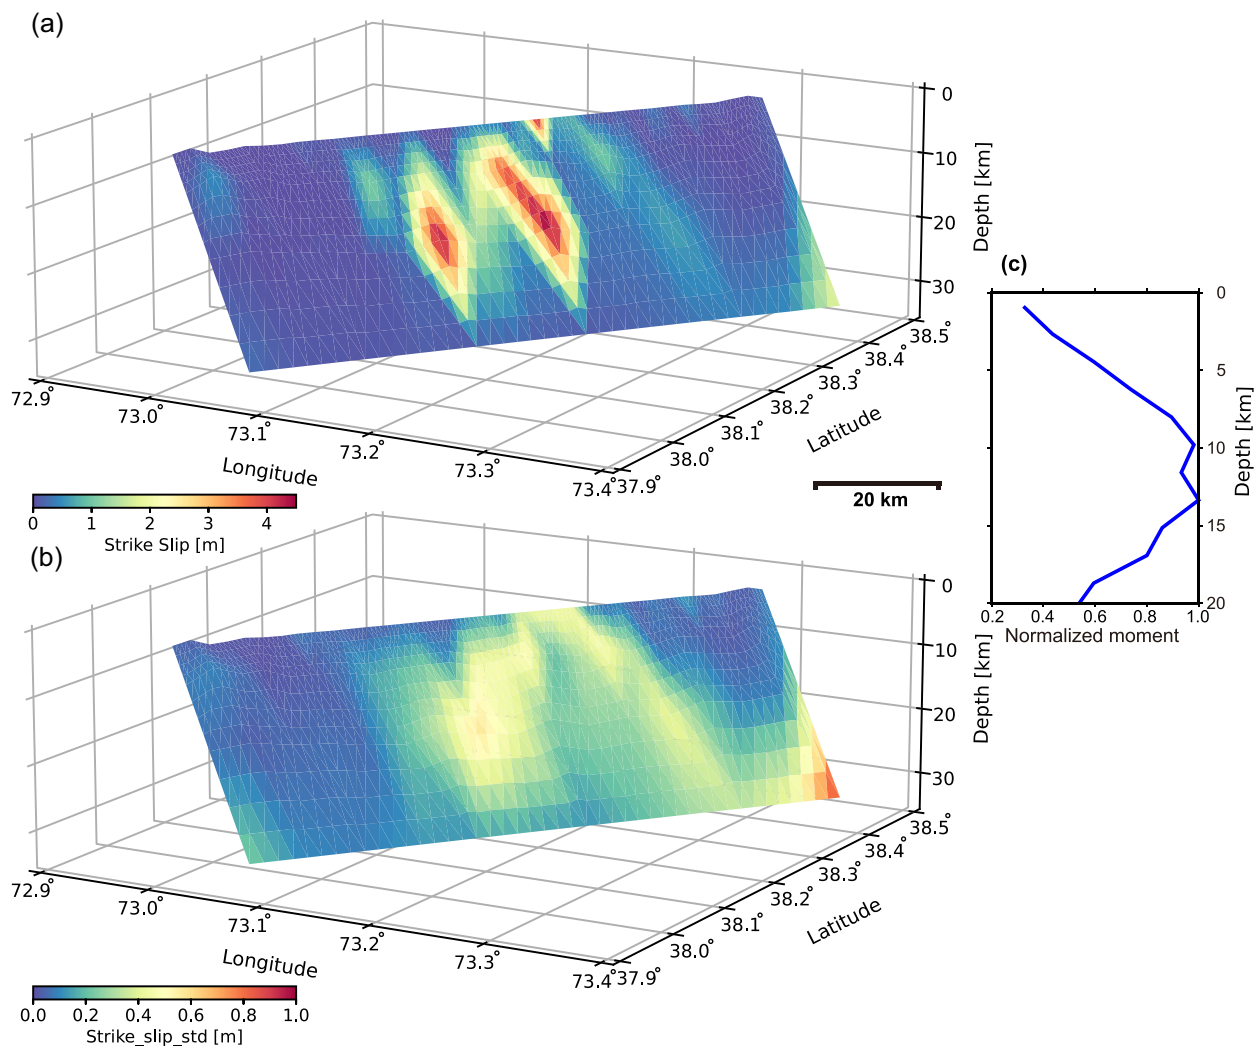 (a)
0
10
20
30
Depth [km]
38.5°
38.4°
38.3°
38.2°
38.1°
38.0°
37.9°
Latitude
72.9°
73.0°
73.1°
73.2°
73.3°
73.4°
Longitude
0 1 2 3 4
Strike Slip [m]
20 km
(c)
0
5
10
15
20
Depth [km]
0.2 0.4 0.6 0.8 1.0
Normalized moment
(b)
0
10
20
30
Depth [km]
38.5°
38.4°
38.3°
38.2°
38.1°
38.0°
37.9°
Latitude
72.9°
73.0°
73.1°
73.2°
73.3°
73.4°
Longitude
0.0 0.2 0.4 0.6 0.8 1.0
Strike_slip_std [m]